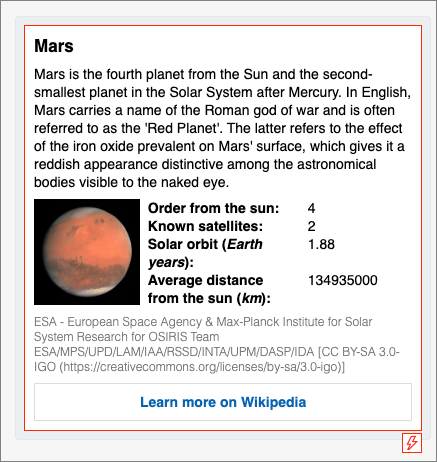 Mars
Mars is the fourth planet from the Sun and the second-
smallest planet in the Solar System after Mercury. In English,
Mars carries a name of the Roman god of war and is often
referred to as the 'Red Planet'. The latter refers to the effect
of the iron oxide prevalent on Mars' surface, which gives it a
reddish appearance distinctive among the astronomical
bodies visible to the naked eye.
Order from the sun: 4
Known satellites: 2
Solar orbit (Earth 1.88
years):
Average distance 134935000
from the sun (km):
ESA - European Space Agency & Max-Planck Institute for Solar
System Research for OSIRIS Team
ESA/MPS/UPD/LAM/IAA/RSSD/INTA/UPM/DASP/IDA [CC BY-SA 3.0-
IGO (https://creativecommons.org/licenses/by-sa/3.0-igo)]
Learn more on Wikipedia